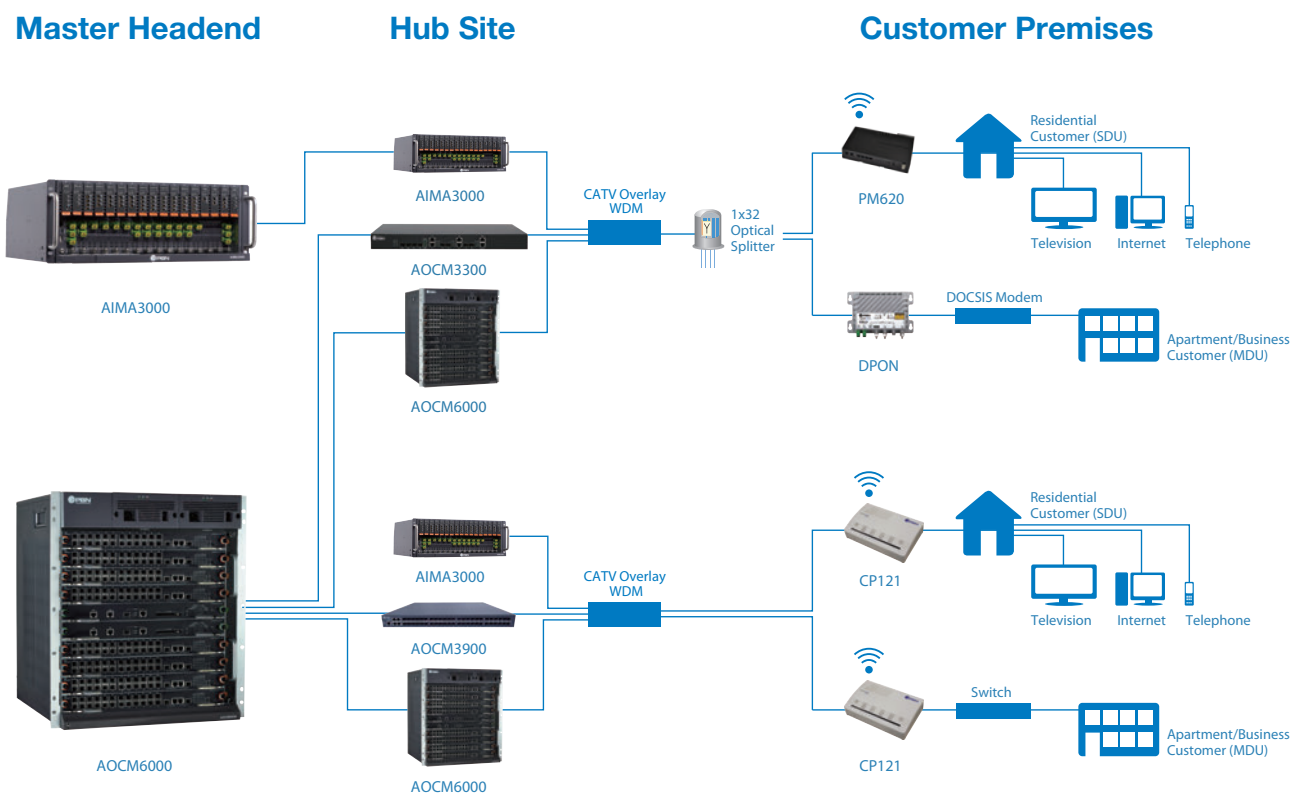 Master Headend
Hub Site
Customer Premises
AIMA3000
AIMA3000
AOCM3300
AOCM6000
CATV Overlay
WDM
1x32
Optical
Splitter
PM620
Residential
Customer (SDU)
Television
Internet
Telephone
DPON
DOCSIS Modem
Apartment/Business
Customer (MDU)
AOCM6000
AIMA3000
AOCM3900
AOCM6000
CATV Overlay
WDM
CP121
Residential
Customer (SDU)
Television
Internet
Telephone
CP121
Switch
Apartment/Business
Customer (MDU)